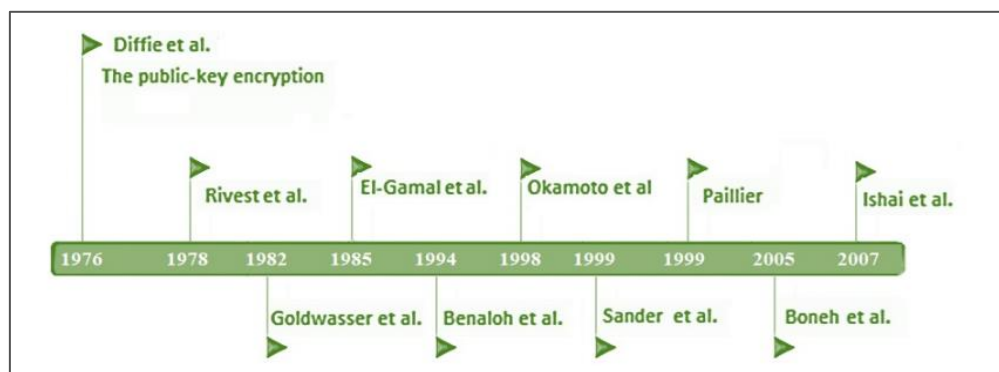 Diffie et al.
The public-key encryption
Rivest et al.
El-Gamal et al.
Okamoto et al
Paillier
Ishai et al.
1976 1978 1982 1985 1994 1998 1999 1999 2005 2007
Goldwasser et al.
Benaloh et al.
Sander et al.
Boneh et al.